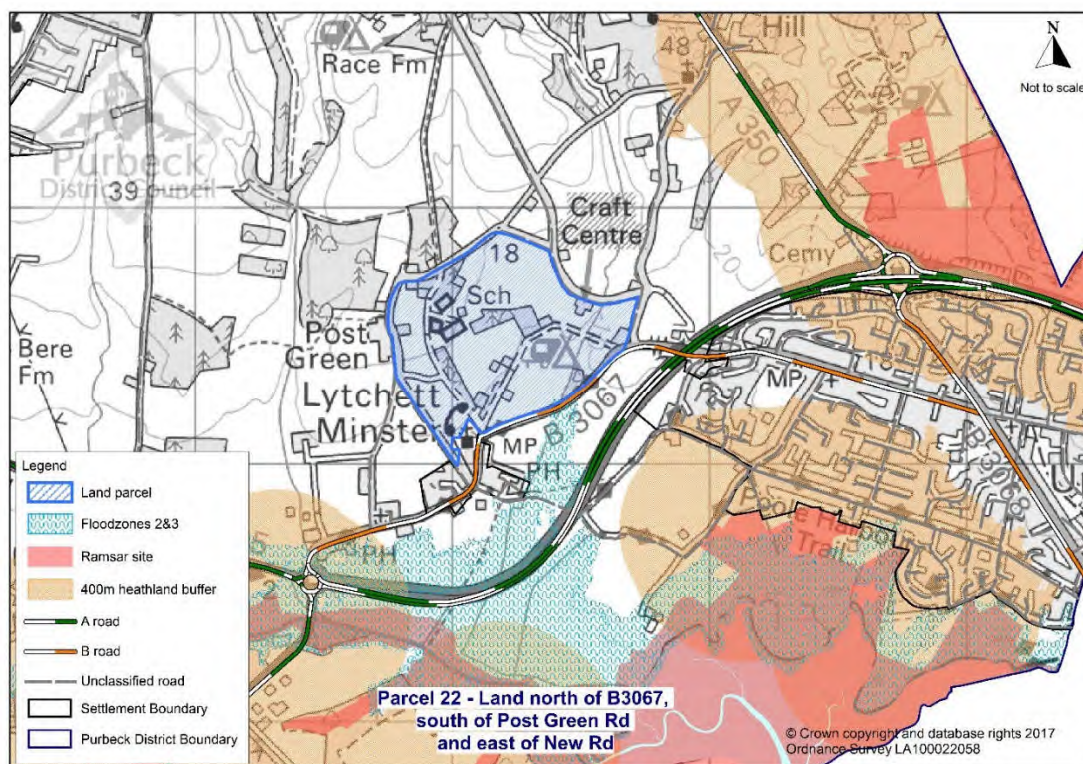 Race Fm
48
Hill
N
Not to scale
A 350
Purbeck
District Council
39
Craft
Centre
18
Cemy
20
Sch
Post
Green
Bere
Fm
Lytchett
Minster
B 3067
MP
PH
MP
18
B 3068
U
Poole Harbour
Trail
PH
Legend
Land parcel
Floodzones 2&3
Ramsar site
400m heathland buffer
A road
B road
Unclassified road
Settlement Boundary
Purbeck District Boundary
Parcel 22 - Land north of B3067,
south of Post Green Rd
and east of New Rd
© Crown copyright and database rights 2017
Ordnance Survey LA100022058